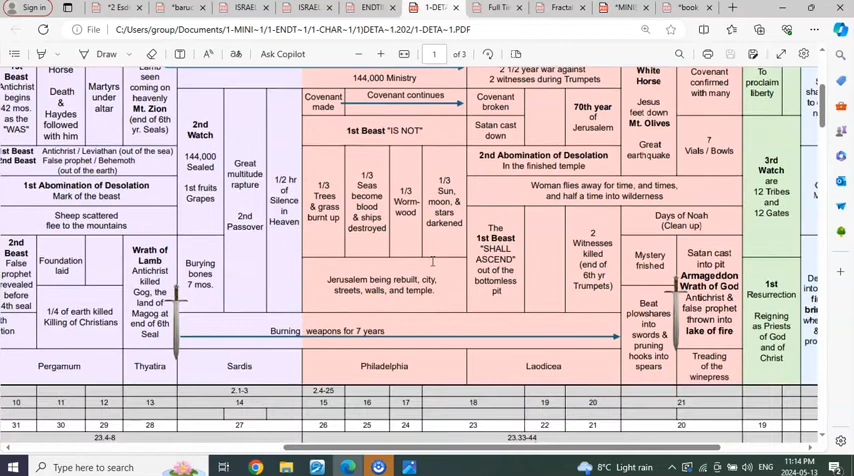 Sign in
*2 Esd
*baruc
ISRAEL
ISRAEL
ENDTI
1-DETA
Full Tir
Fracta
*MINI
*book
File
C:/Users/group/Documents/1-MINI~1/1-ENDT~1/1-CHAR~1/1)DETA~1.202/1-DETA~1.PDF
Draw
Ask Copilot
1
of 3
1st
Beast
Antichrist
begins
42 mos.
as the
"WAS"
Horse
Death
&
Haydes
followed
with him
Martyrs
under
altar
Lamb
seen
coming on
heavenly
Mt. Zion
(end of 6th
yr. Seals)
144,000 Ministry
2 1/2 year war against
2 witnesses during Trumpets
White
Horse
Jesus
feet down
Mt. Olives
Great
earthquake
Covenant
confirmed
with many
7
Vials / Bowls
To
proclaim
liberty
2nd
Watch
144,000
Sealed
1st fruits
Grapes
Great
multitude
rapture
2nd
Passover
1/2 hr
of
Silence
in
Heaven
Covenant
made
Covenant continues
Covenant
broken
Satan cast
down
70th year
of
Jerusalem
1st Beast "IS NOT"
1st Beast
2nd Beast
Antichrist / Leviathan (out of the sea)
False prophet / Behomoth
(out of the earth)
2nd Abomination of Desolation
In the finished temple
3rd
Watch
are
12 Tribes
and
12 Gates
1st Abomination of Desolation
Mark of the beast
1/3
Trees
& grass
burnt up
1/3
Seas
become
blood
& ships
destroyed
1/3
Worm-
wood
1/3
Sun,
moon, &
stars
darkened
Woman flies away for time, and times,
and half a time into wilderness
Sheep scattered
flee to the mountains
The
1st Beast
"SHALL
ASCEND"
out of the
bottomless
pit
2
Witnesses
killed
(end of
6th yr
Trumpets)
Days of Noah
(Clean up)
2nd
Beast
False
prophet
revealed
before
4th seal
Foundation
laid
Wrath of
Lamb
Antichrist
killed
Gog, the
land of
Magog at
end of 6th
Seal
Burying
bones
7 mos.
Mystery
frished
Satan cast
into pit
Armageddon
Wrath of God
Antichrist &
false prophet
thrown into
lake of fire
Jerusalem being rebuilt, city,
streets, walls, and temple.
1st
Resurrection
Reigning
as Priests
of God
and of
Christ
1/4 of earth killed
Killing of Christians
Beat
plowshares
into
swords &
pruning
hooks into
spears
Burning weapons for 7 years
Pergamum
Thyatira
Sardis
Philadelphia
Laodicea
Treading of
the
winepress
2.1-3
2.4-25
10
11
12
13
14
15
16
17
18
19
20
21
22
31
30
29
28
27
26
25
24
23
22
21
20
20
19
18
23.4-8
23.33-44
Type here to search
8°C Light rain
11:14 PM
2024-05-13